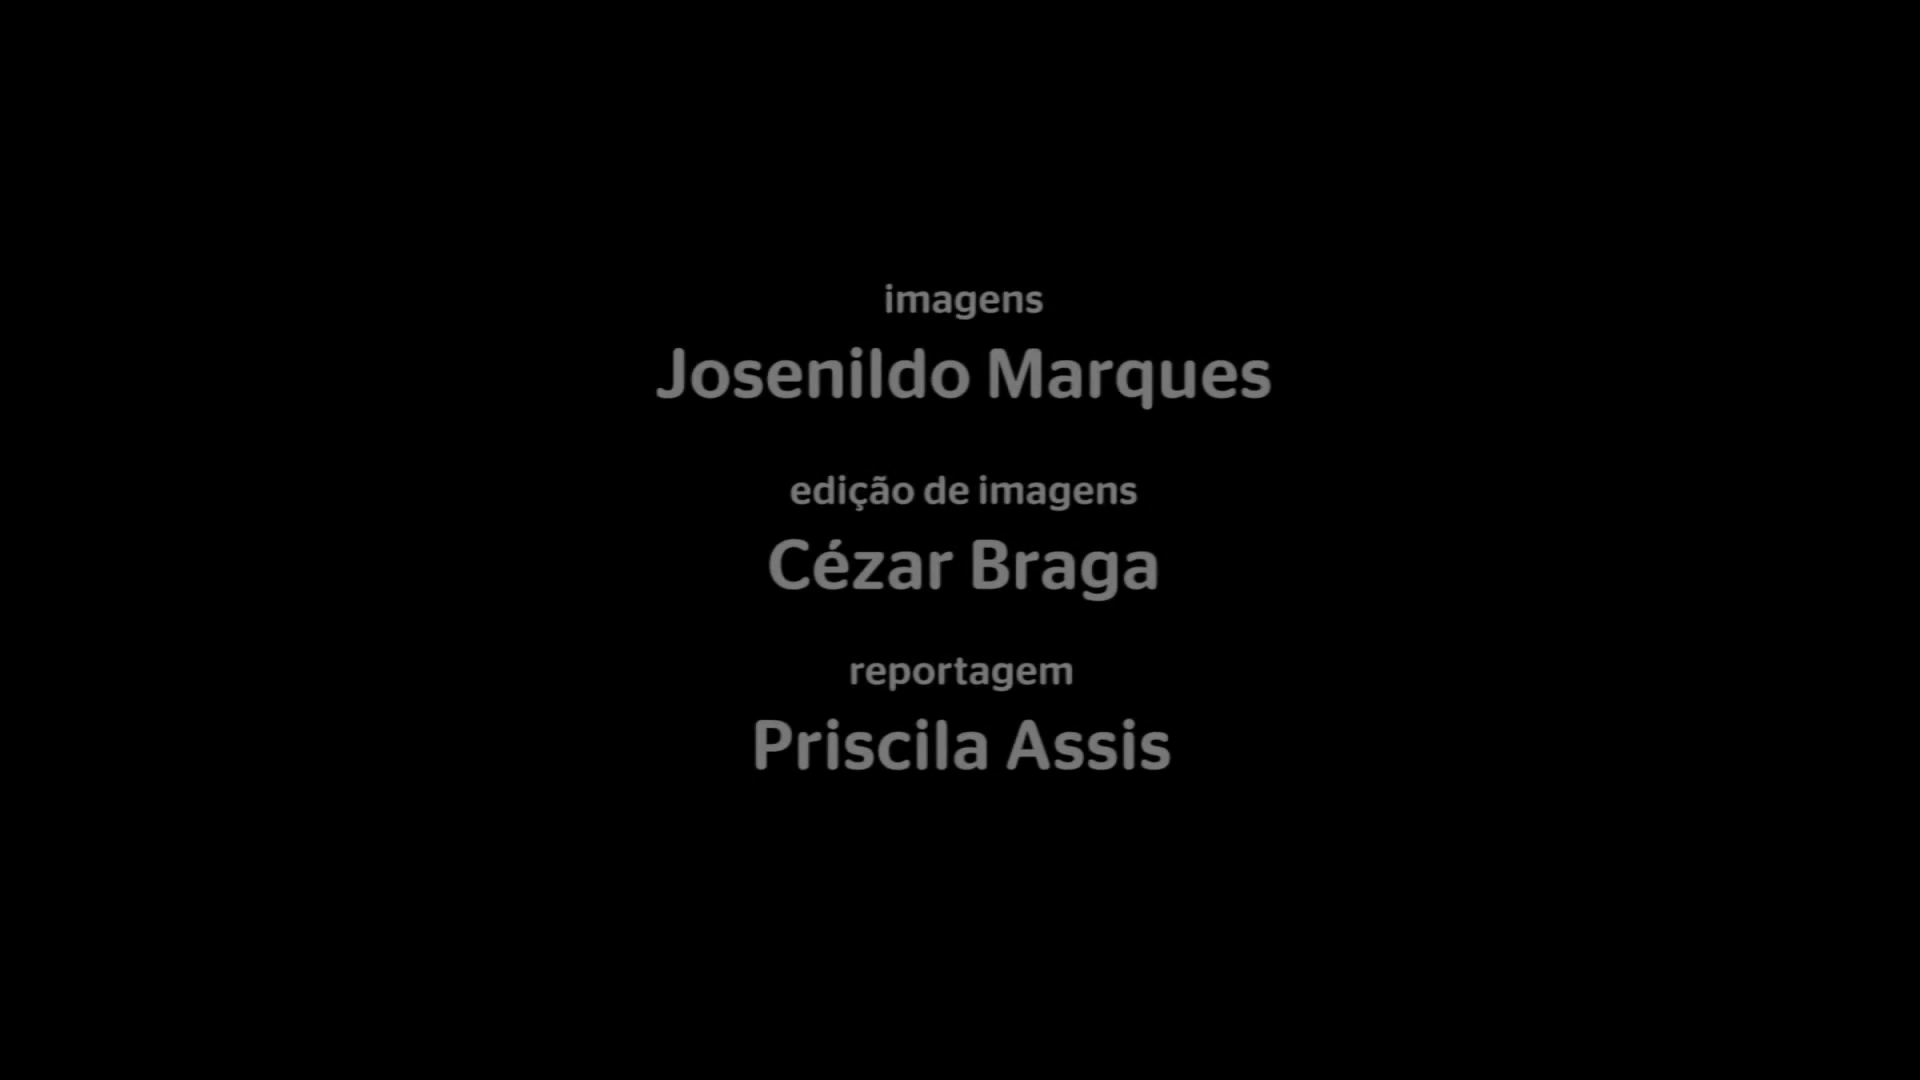 imagens
Josenildo Marques
edição de imagens
Cézar Braga
reportagem
Priscila Assis